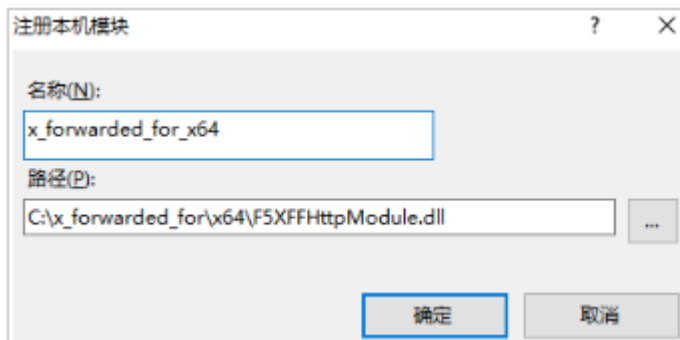 注册本机模块 ? ×
名称(N):
x_forwarded_for_x64
路径(P):
C:\x_forwarded_for\x64\F5XFFHttpModule.dll
...
确定 取消